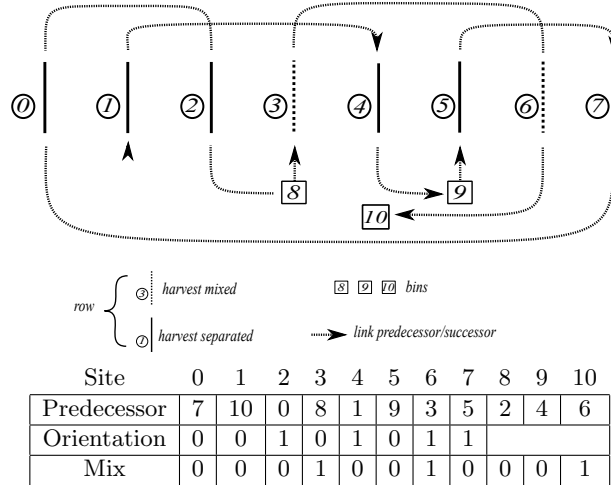 0 1 2 3 4 5 6 7
8 9
10
3 harvest mixed 8 9 10 bins
row
1 harvest separated link predecessor/successor
Site 0 1 2 3 4 5 6 7 8 9 10
Predecessor 7 10 0 8 1 9 3 5 2 4 6
Orientation 0 0 1 0 1 0 1 1
Mix 0 0 0 1 0 0 1 0 0 0 1